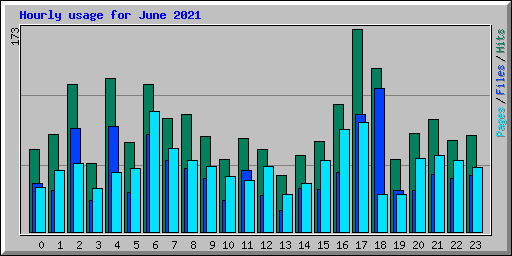 Hourly usage for June 2021
173
Pages / Files / Hits
0 1 2 3 4 5 6 7 8 9 10 11 12 13 14 15 16 17 18 19 20 21 22 23